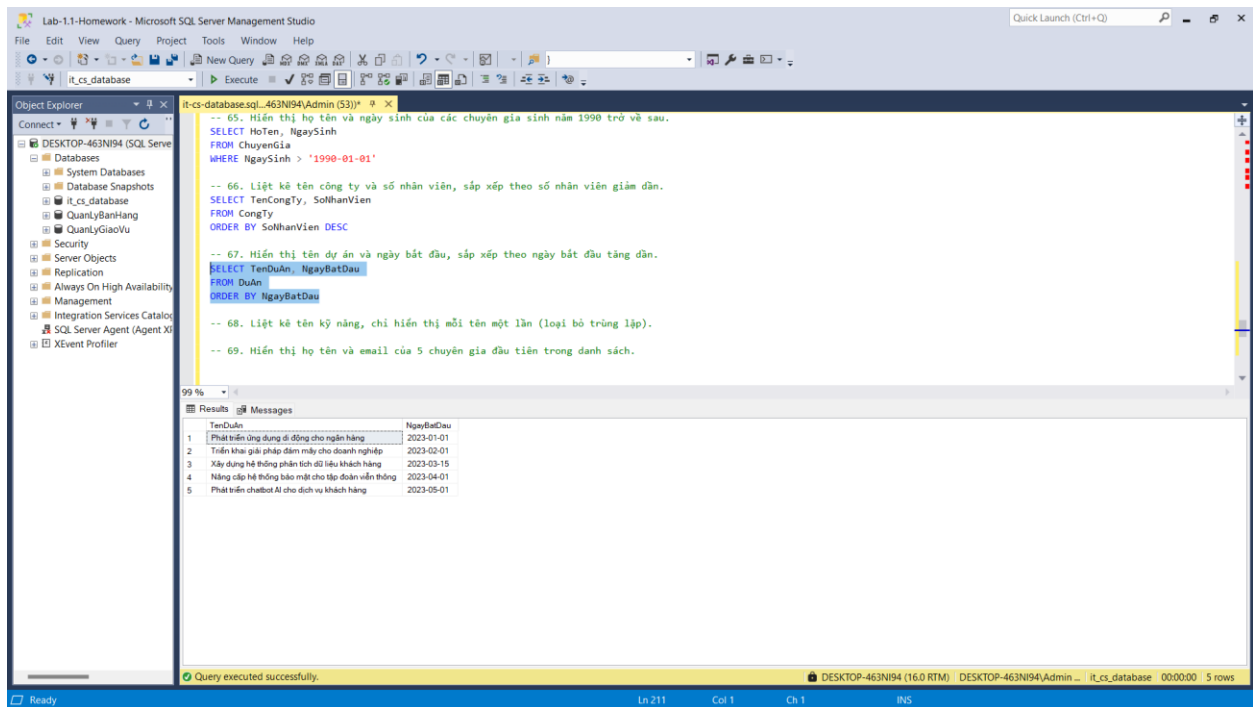 Lab-1.1-Homework - Microsoft SQL Server Management Studio
Quick Launch (Ctrl+Q)
File Edit View Query Project Tools Window Help
New Query
it_cs_database
Execute
Object Explorer
it-cs-database.sql...463NI94\Admin (53))*
Connect
DESKTOP-463NI94 (SQL Serve
Databases
System Databases
Database Snapshots
it_cs_database
QuanLyBanHang
QuanLyGiaoVu
Security
Server Objects
Replication
Always On High Availability
Management
Integration Services Catalog
SQL Server Agent (Agent XI
XEvent Profiler
-- 65. Hiển thị họ tên và ngày sinh của các chuyên gia sinh năm 1990 trở về sau.
SELECT HoTen, NgaySinh
FROM ChuyenGia
WHERE NgaySinh > '1990-01-01'
-- 66. Liệt kê tên công ty và số nhân viên, sắp xếp theo số nhân viên giảm dần.
SELECT TenCongTy, SoNhanVien
FROM CongTy
ORDER BY SoNhanVien DESC
-- 67. Hiển thị tên dự án và ngày bắt đầu, sắp xếp theo ngày bắt đầu tăng dần.
SELECT TenDuAn, NgayBatDau
FROM DuAn
ORDER BY NgayBatDau
-- 68. Liệt kê tên kỹ năng, chỉ hiển thị mỗi tên một lần (loại bỏ trùng lặp).
-- 69. Hiển thị họ tên và email của 5 chuyên gia đầu tiên trong danh sách.
99 %
Results Messages
TenDuAn NgayBatDau
1 Phát triển ứng dụng di động cho ngân hàng 2023-01-01
2 Triển khai giải pháp đám mây cho doanh nghiệp 2023-02-01
3 Xây dựng hệ thống phân tích dữ liệu khách hàng 2023-03-15
4 Nâng cấp hệ thống bảo mật cho tập đoàn viễn thông 2023-04-01
5 Phát triển chatbot AI cho dịch vụ khách hàng 2023-05-01
Query executed successfully.
DESKTOP-463NI94 (16.0 RTM) DESKTOP-463NI94\Admin ... it_cs_database 00:00:00 5 rows
Ready Ln 211 Col 1 Ch 1 INS